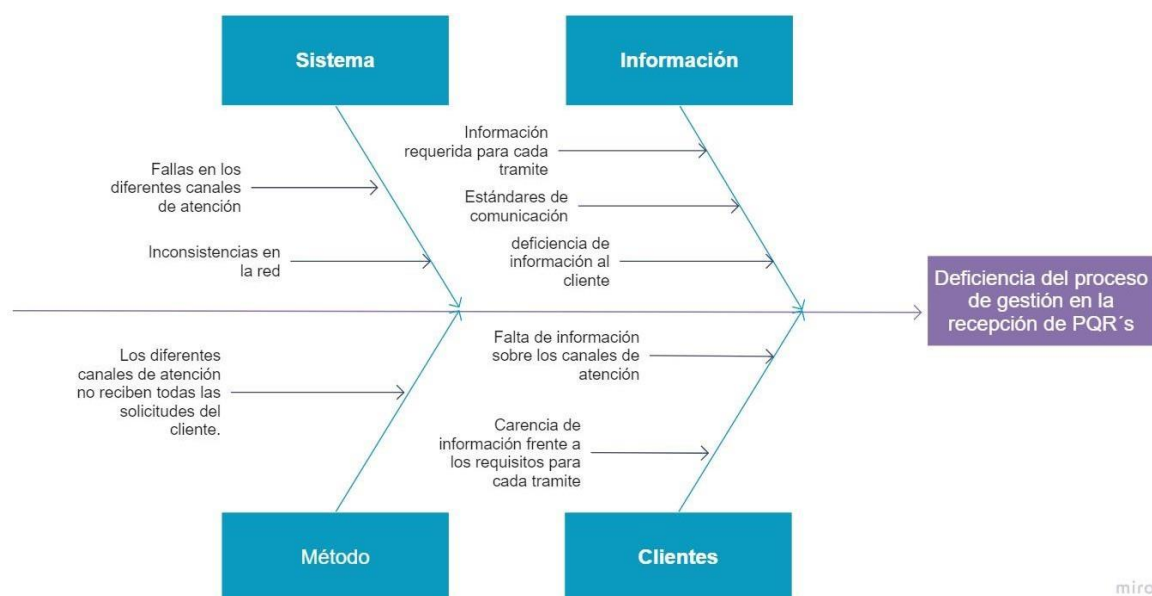 Sistema
Información
Información
requerida para cada
tramite
Fallas en los
diferentes canales
de atención
Estándares de
comunicación
Inconsistencias en
la red
deficiencia de
información al
cliente
Deficiencia del proceso
de gestión en la
recepción de PQR´s
Los diferentes
canales de atención
no reciben todas las
solicitudes del
cliente.
Falta de información
sobre los canales de
atención
Carencia de
información frente a
los requisitos para
cada tramite
Método
Clientes
miro